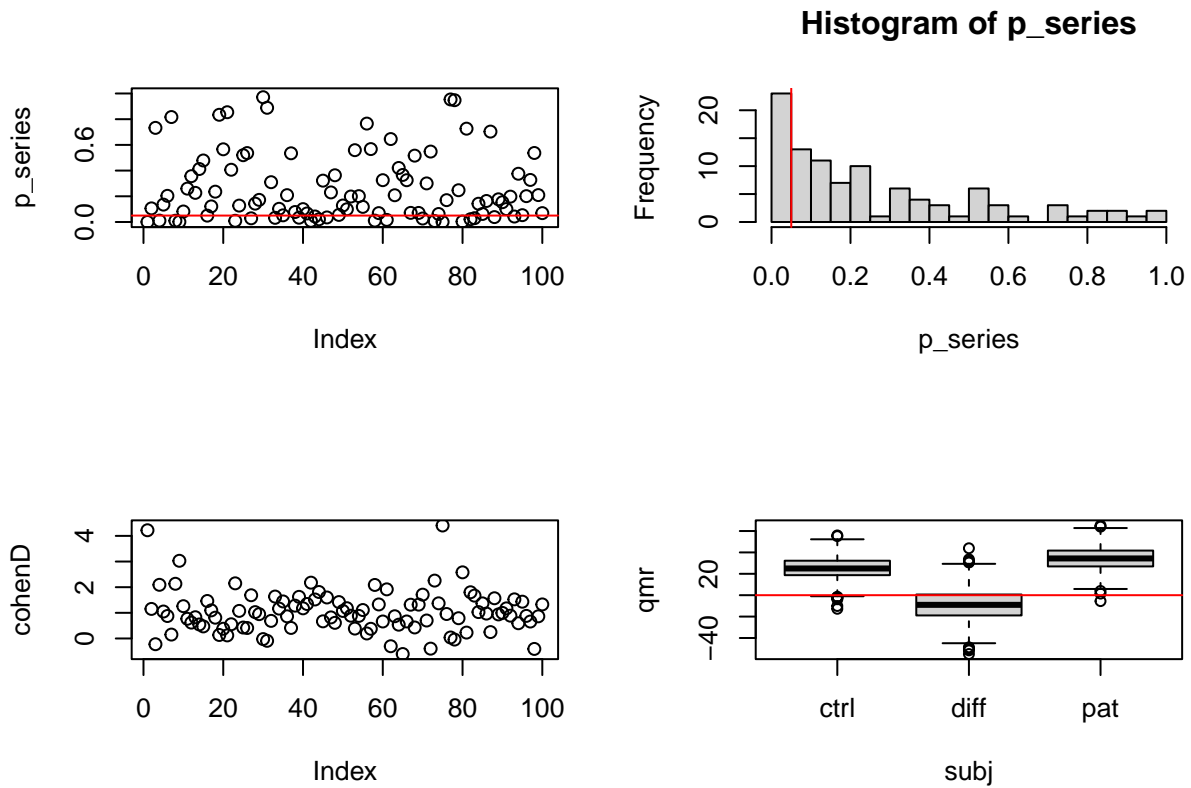 p_series
0.0
0.6
0 20 40 60 80 100
Index
Histogram of p_series
Frequency
0 10 20
0.0 0.2 0.4 0.6 0.8 1.0
p_series
cohenD
0 2 4
0 20 40 60 80 100
Index
qmr
−40 20
ctrl diff pat
subj